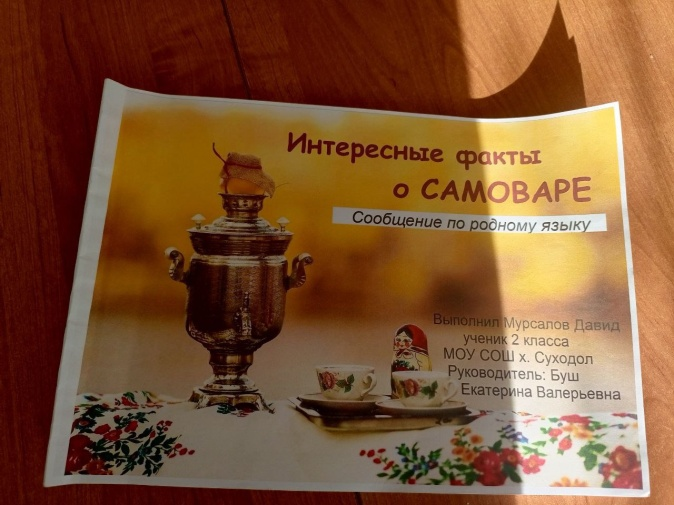 Интересные факты
о САМОВАРЕ
Сообщение по родному языку
Выполнил Мурсалов Давид
ученик 2 класса
МОУ СОШ х. Суходол
Руководитель: Буш
Екатерина Валерьевна